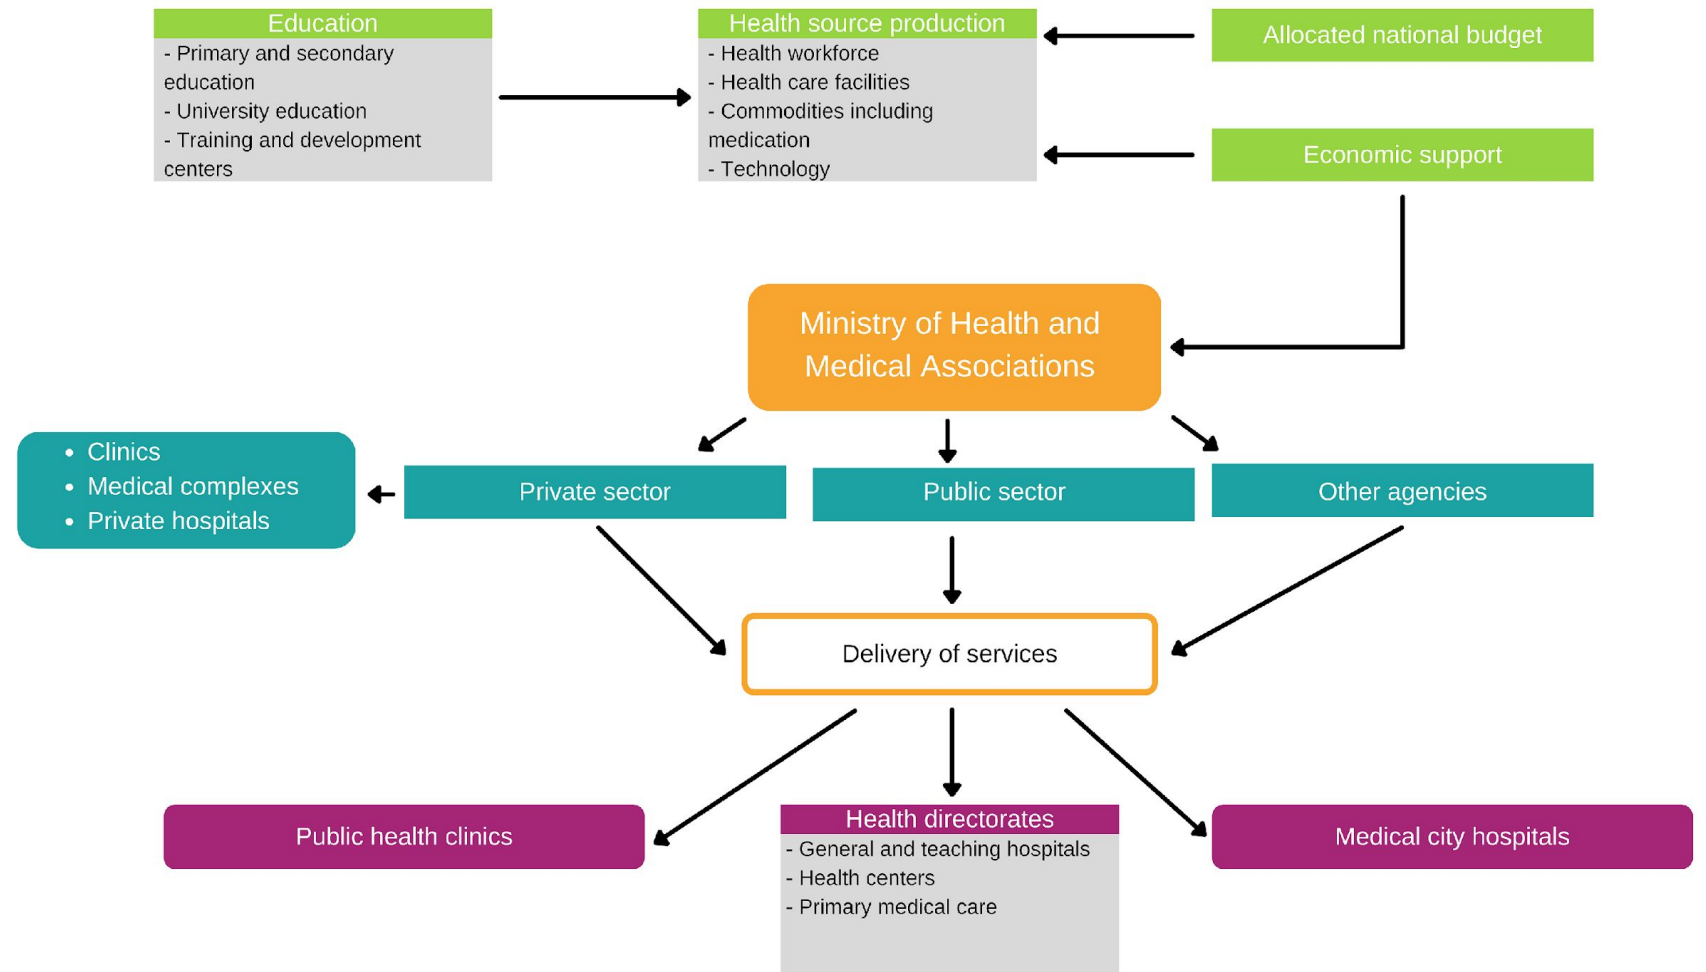 Education
- Primary and secondary
education
- University education
- Training and development
centers
Health source production
- Health workforce
- Health care facilities
- Commodities including
medication
- Technology
Allocated national budget
Economic support
Ministry of Health and
Medical Associations
• Clinics
• Medical complexes
• Private hospitals
Private sector
Public sector
Other agencies
Delivery of services
Public health clinics
Health directorates
- General and teaching hospitals
- Health centers
- Primary medical care
Medical city hospitals